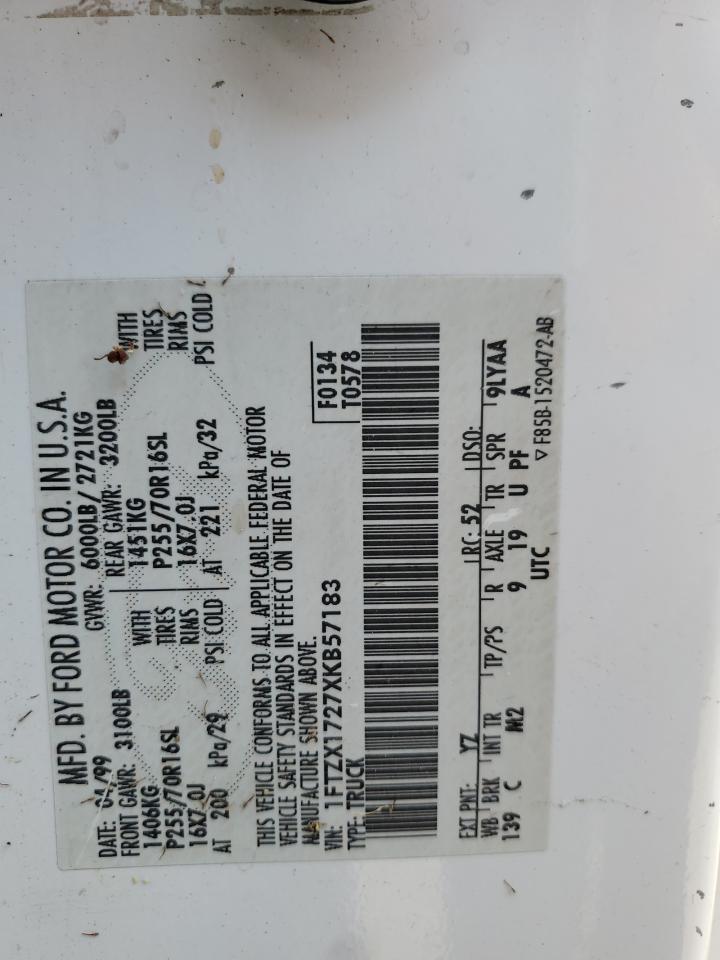 MFD. BY FORD MOTOR CO. IN U.S.A.
DATE: 04/99 GVWR: 6000LB/ 2721KG
FRONT GAWR: 3100LB REAR GAWR: 3200LB WITH
1406KG WITH 1451KG TIRES
P255/70R16SL TIRES P255/70R16SL RIMS
16X7.0J RIMS 16X7.0J PSI COLD
AT 200 kPa/29 PSI COLD AT 221 kPa/32
THIS VEHICLE CONFORMS TO ALL APPLICABLE FEDERAL MOTOR
VEHICLE SAFETY STANDARDS IN EFFECT ON THE DATE OF
MANUFACTURE SHOWN ABOVE.
VIN: 1FTZX1727XKB57183 F0134
TYPE: TRUCK T0578
EXT PNT: YZ RC: 52 DSO:
WB BRK INT TR TP/PS R AXLE TR SPR 9LYAA
139 C M2 9 19 U PF A
UTC
▽ F85B-1520472-AB